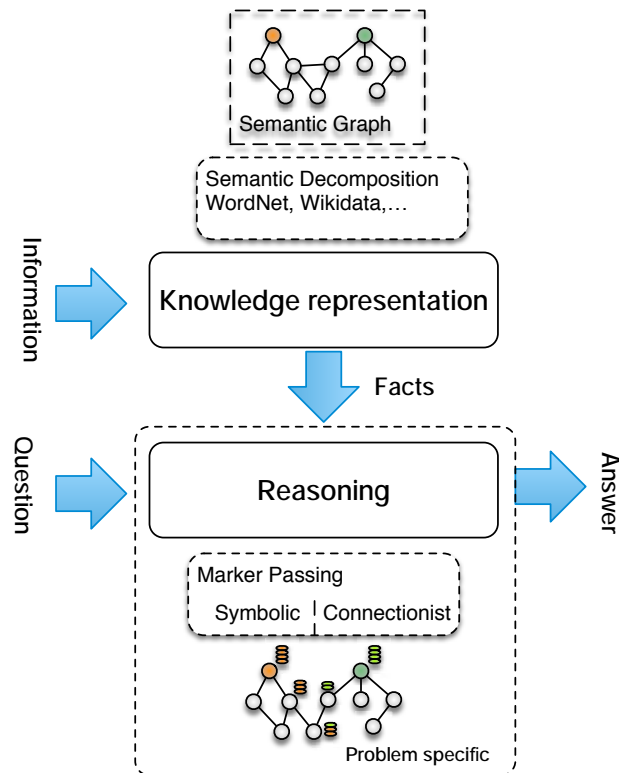 Semantic Graph
Semantic Decomposition
WordNet, Wikidata,...
Information
Knowledge representation
Facts
Question
Reasoning
Answer
Marker Passing
Symbolic
Connectionist
Problem specific